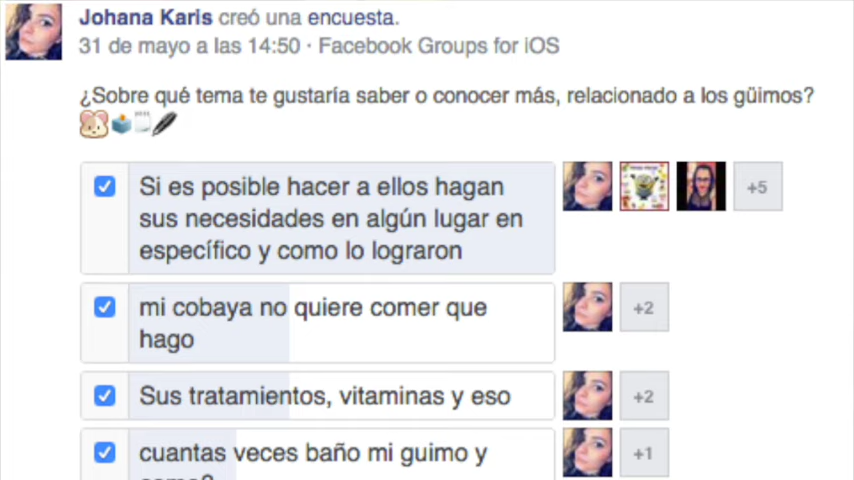 Johana Karis creó una encuesta.
31 de mayo a las 14:50 · Facebook Groups for iOS
¿Sobre qué tema te gustaría saber o conocer más, relacionado a los güimos?
Si es posible hacer a ellos hagan
sus necesidades en algún lugar en
específico y como lo lograron
+5
mi cobaya no quiere comer que
hago
+2
Sus tratamientos, vitaminas y eso
+2
cuantas veces baño mi guimo y
+1